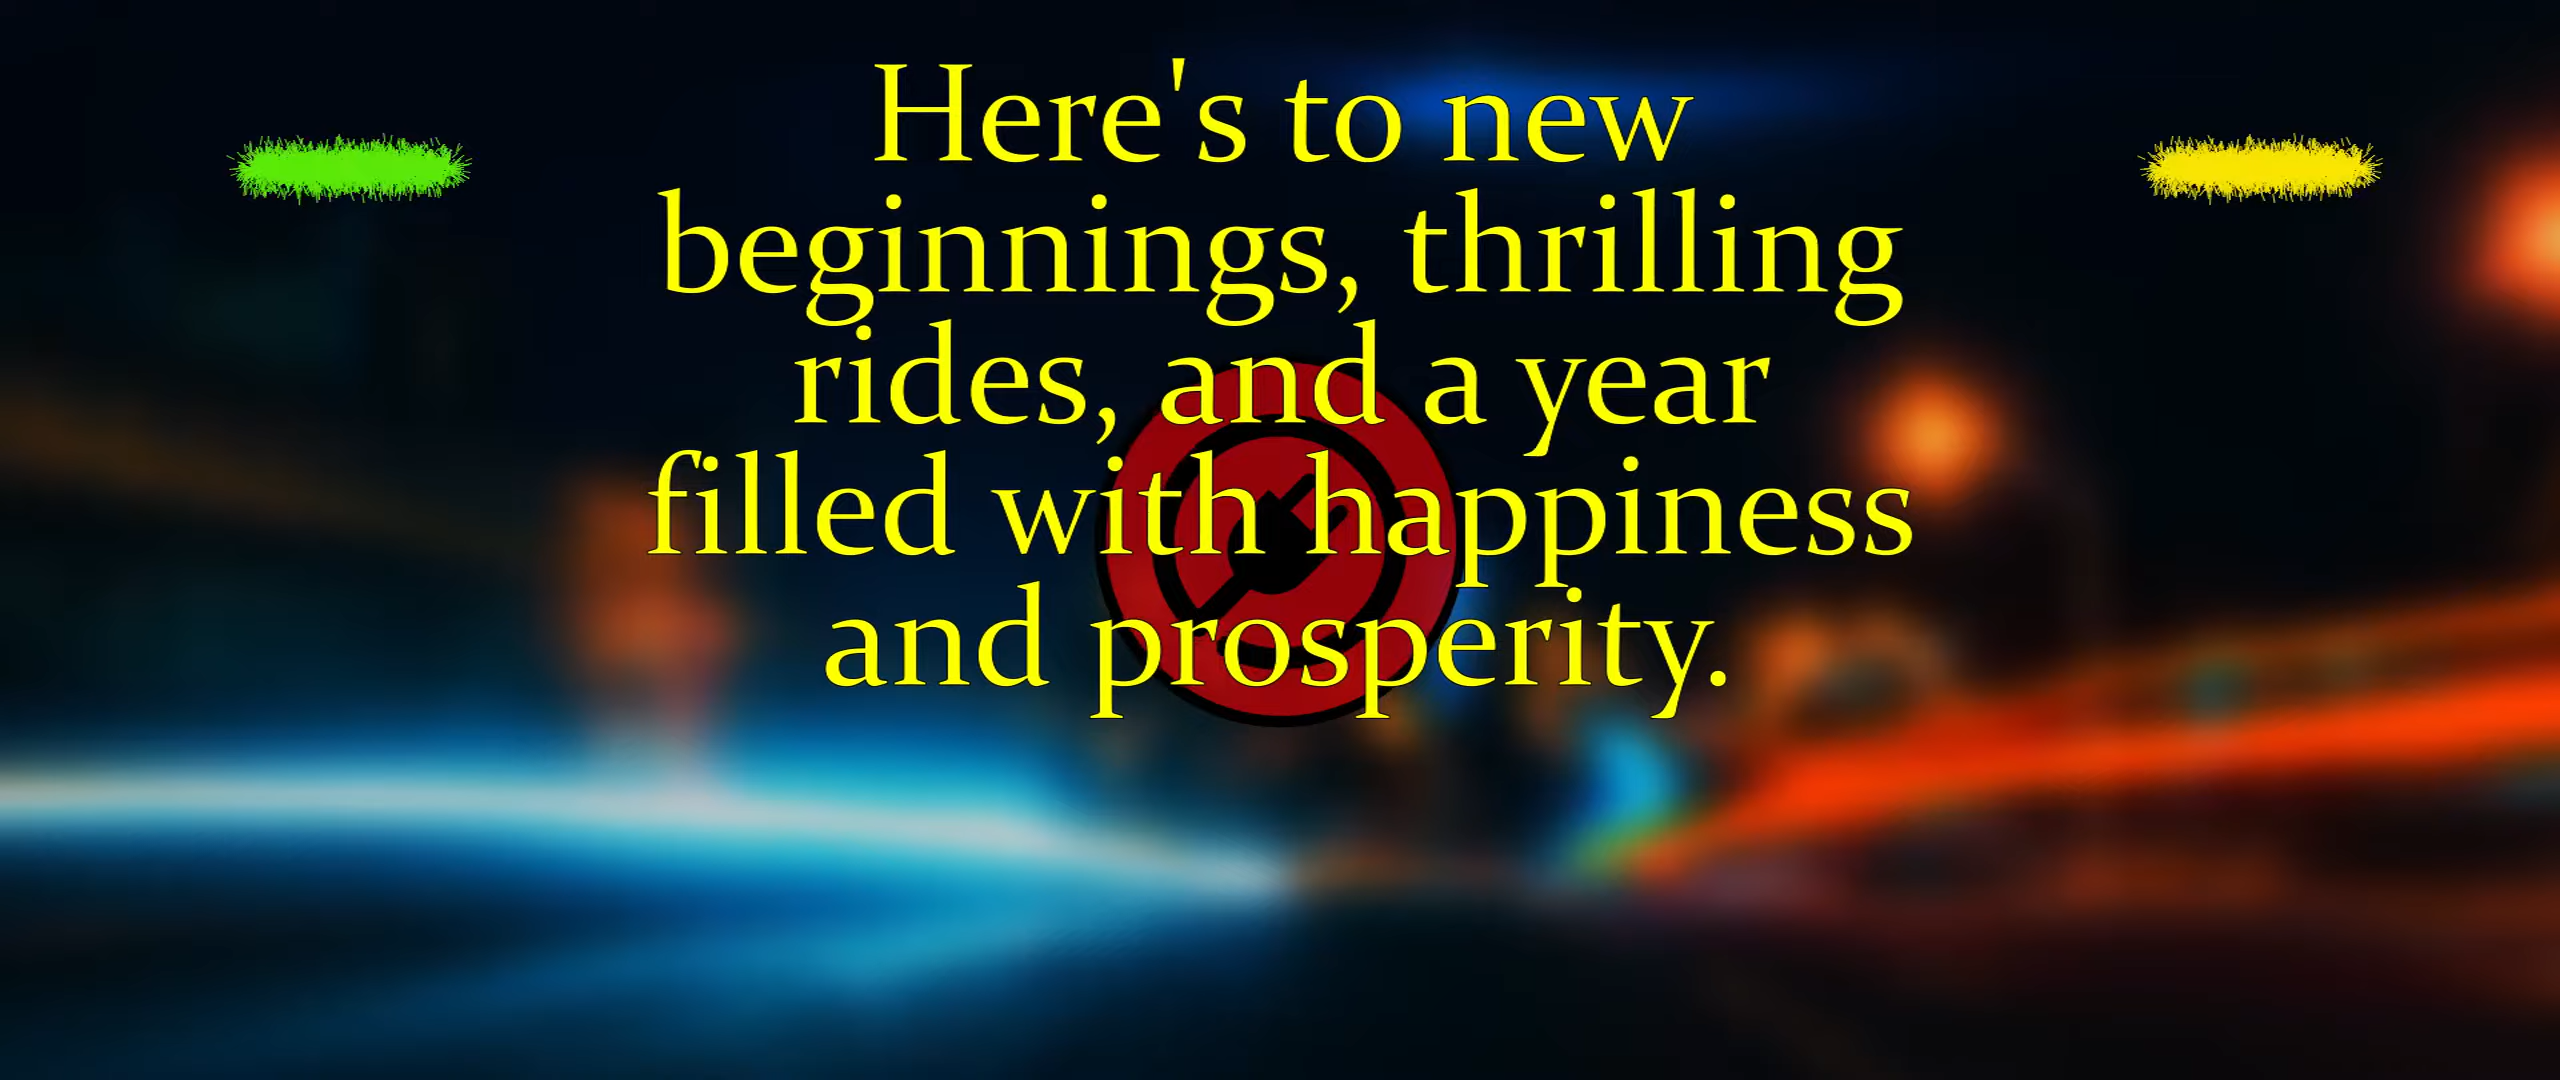 Here's to new
beginnings, thrilling
rides, and a year
filled with happiness
and prosperity.